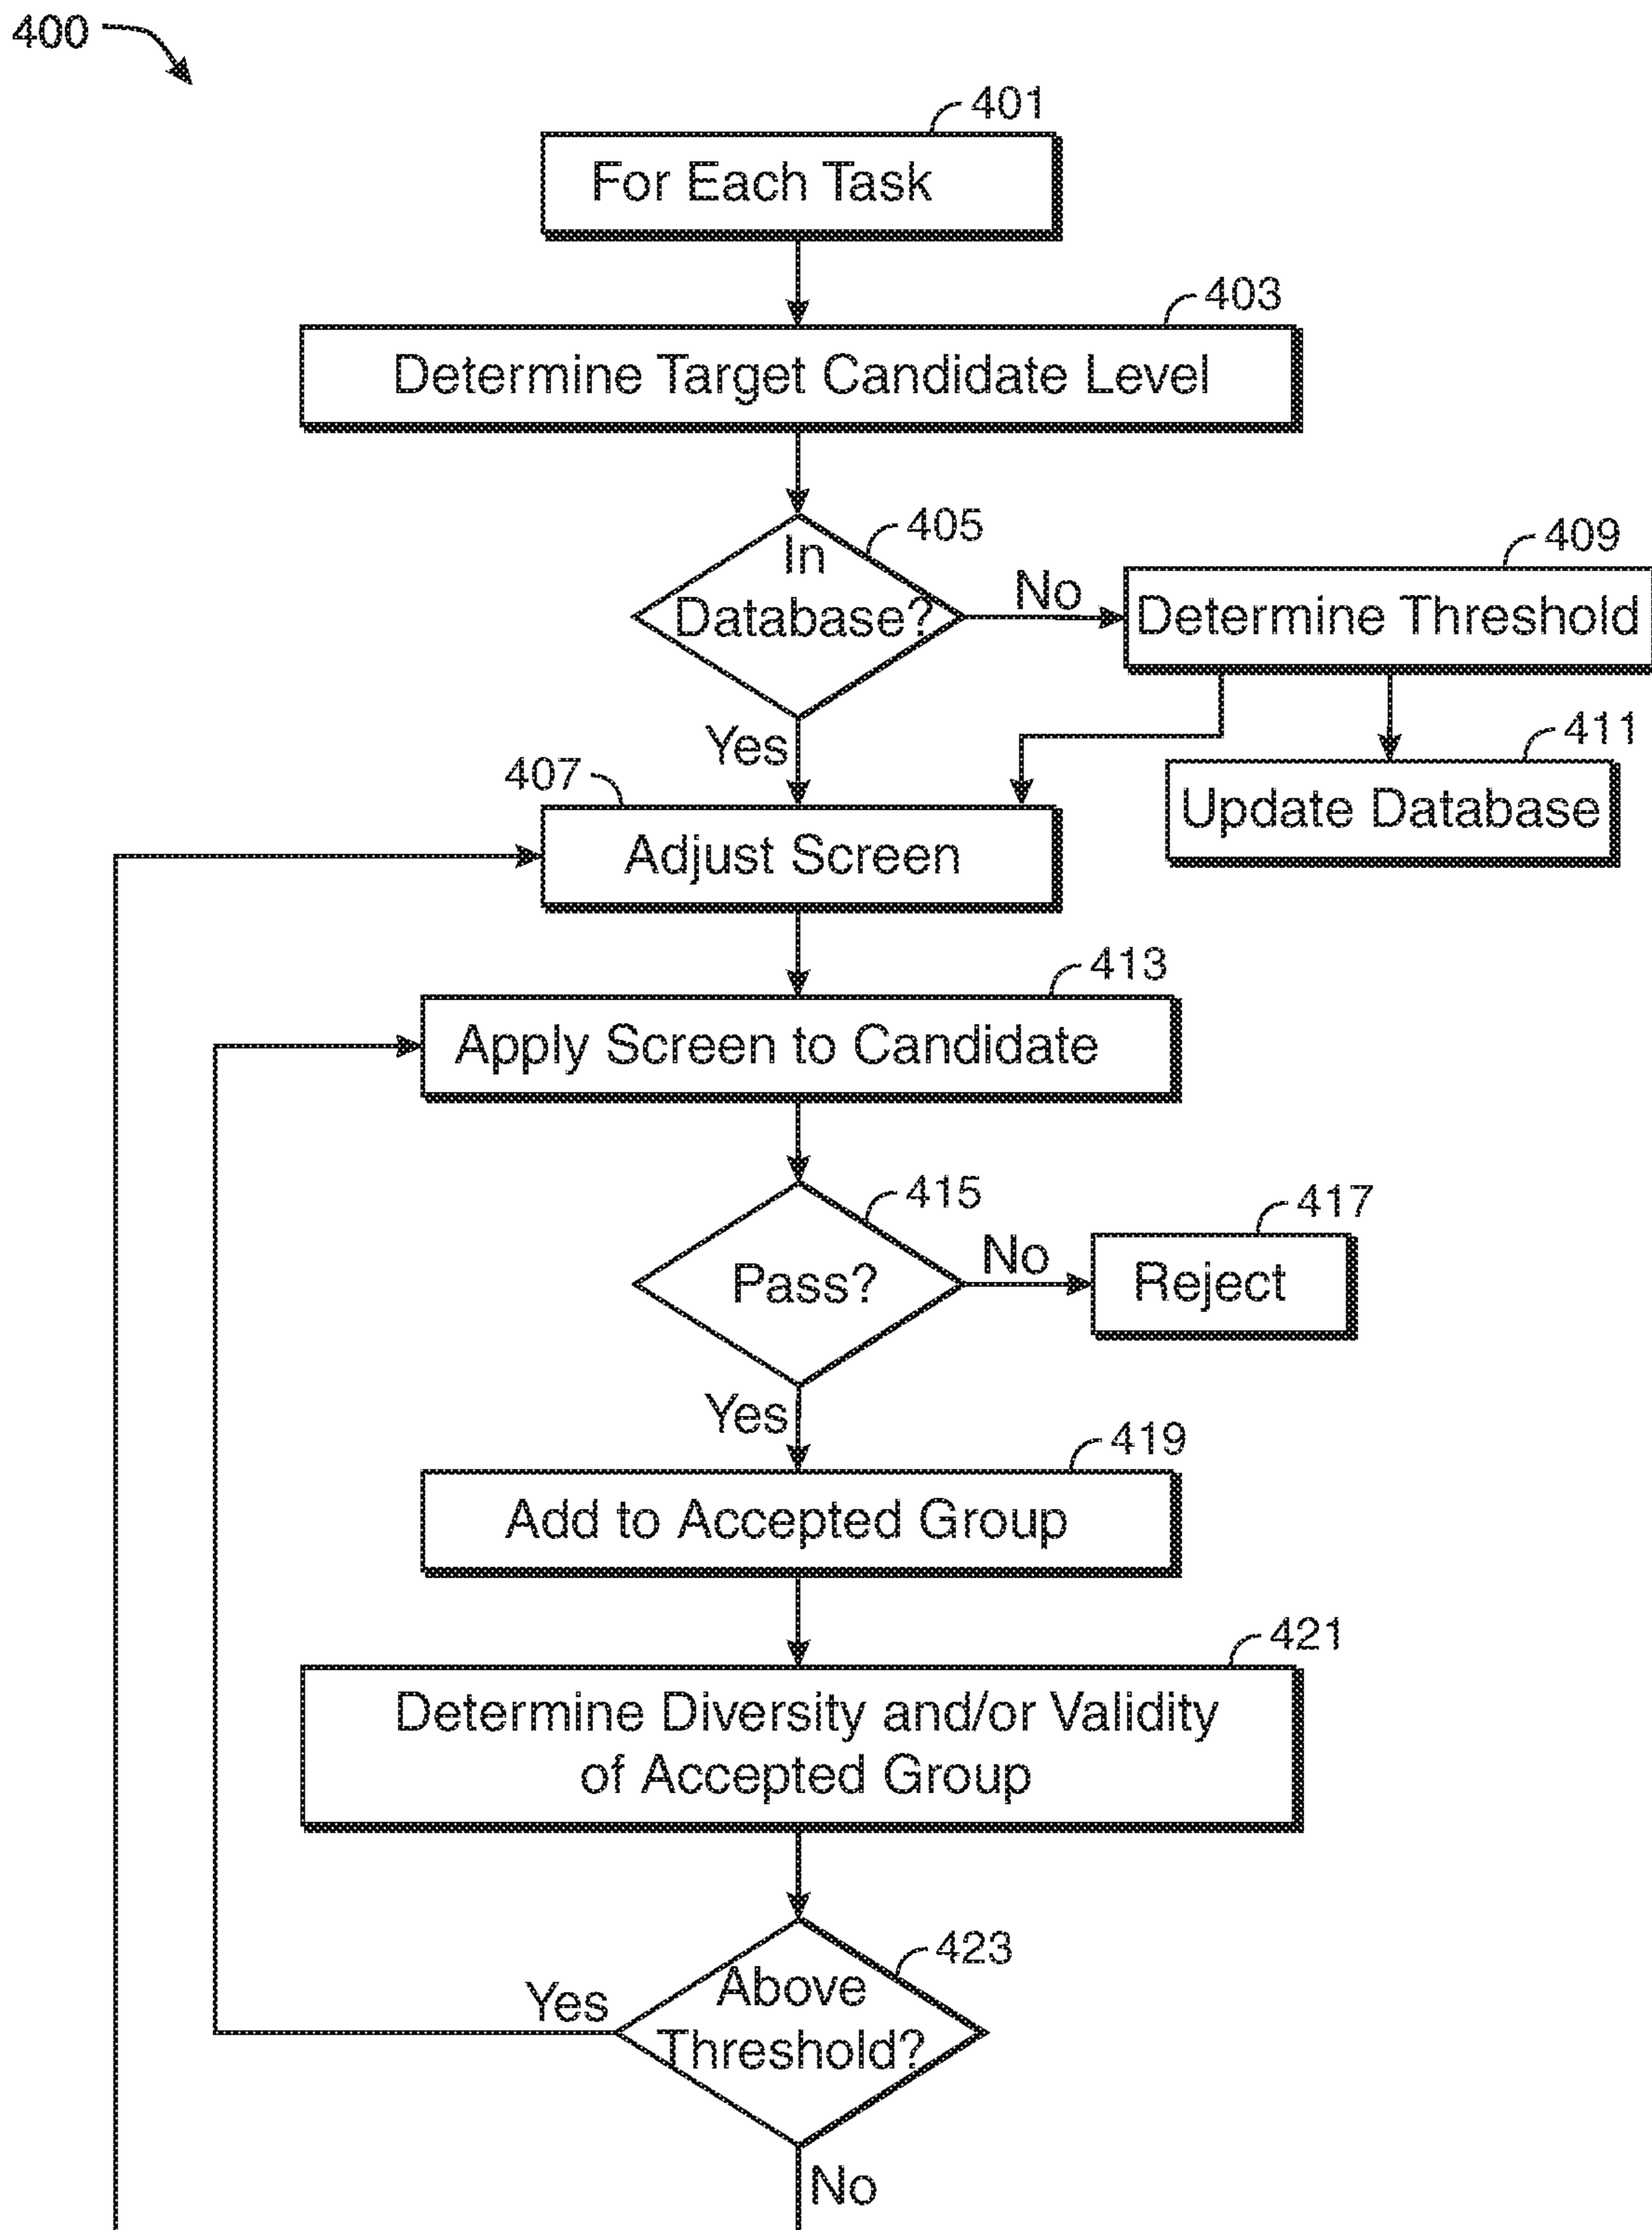 400
401
For Each Task
403
Determine Target Candidate Level
405
In
Database?
No
409
Determine Threshold
Yes
411
Update Database
407
Adjust Screen
413
Apply Screen to Candidate
415
Pass?
No
417
Reject
Yes
419
Add to Accepted Group
421
Determine Diversity and/or Validity
of Accepted Group
423
Above
Threshold?
Yes
No